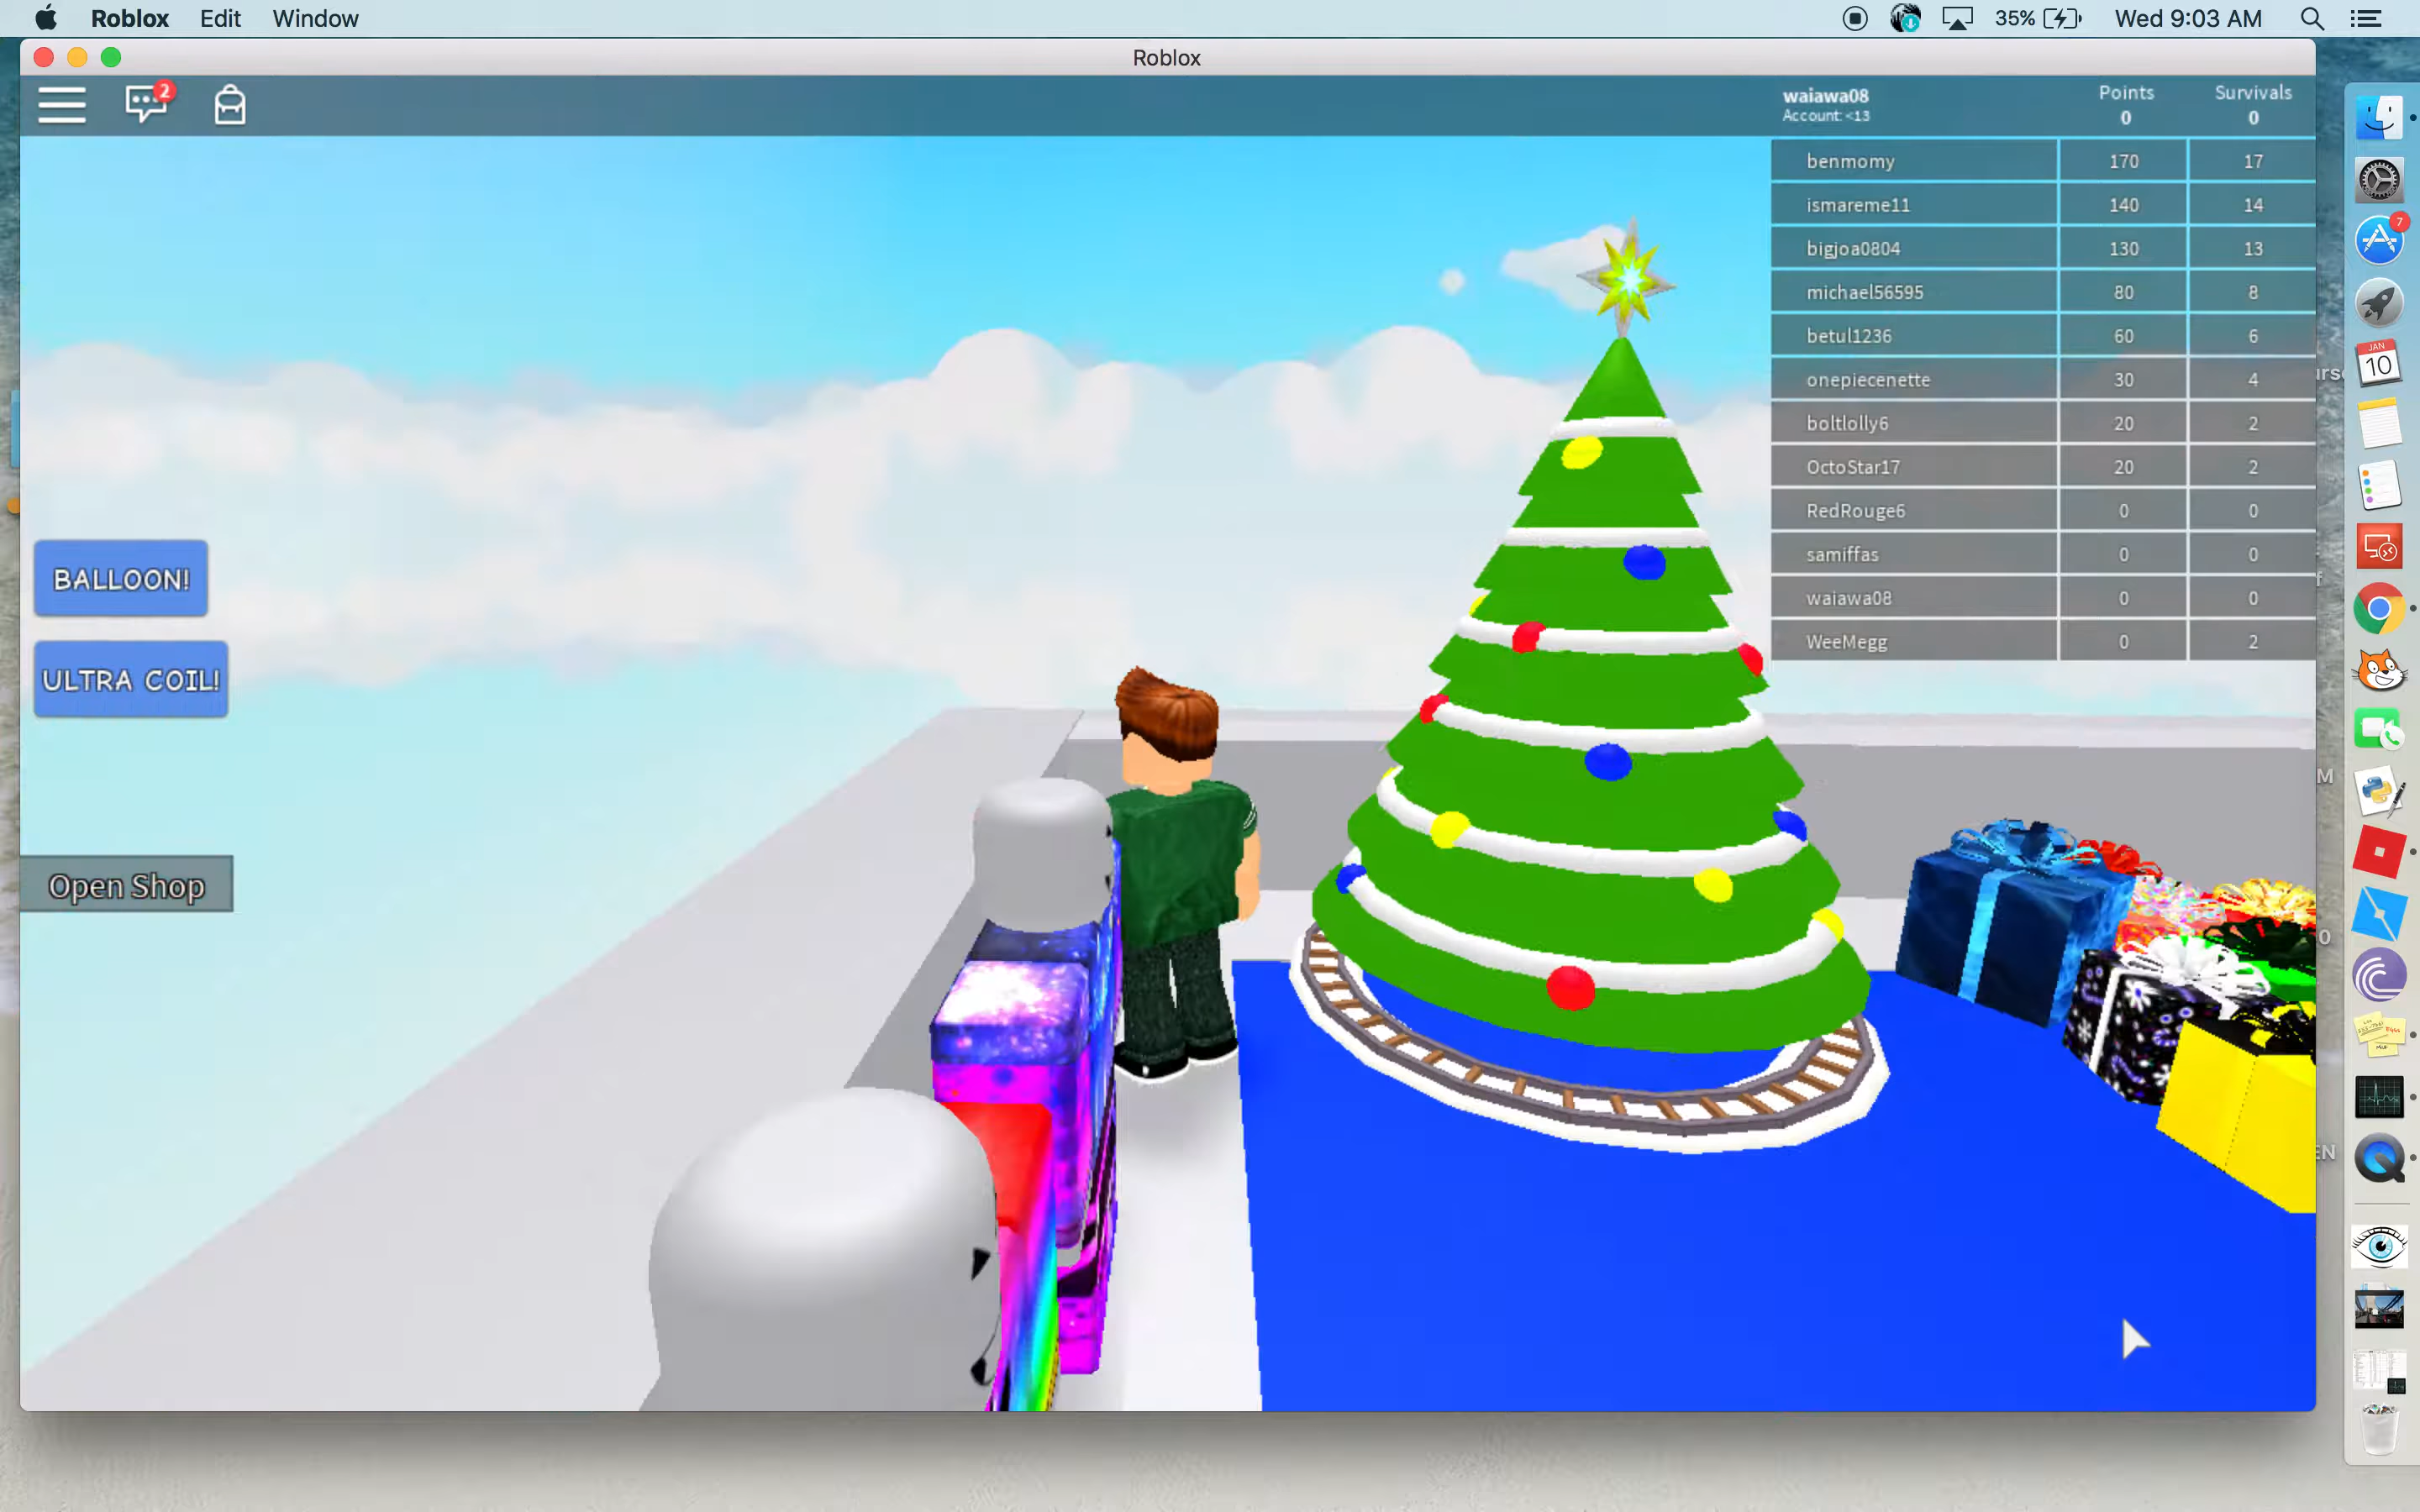 Roblox Edit Window
35% Wed 9:03 AM
Roblox
2
waiawa08 Points Survivals
Account: <13 0 0
benmomy 170 17
ismareme11 140 14
bigjoa0804 130 13
michael56595 80 8
betul1236 60 6
onepiecenette 30 4
boltlolly6 20 2
OctoStar17 20 2
RedRouge6 0 0
samiffas 0 0
waiawa08 0 0
WeeMegg 0 2
BALLOON!
ULTRA COIL!
Open Shop
7
JAN
10